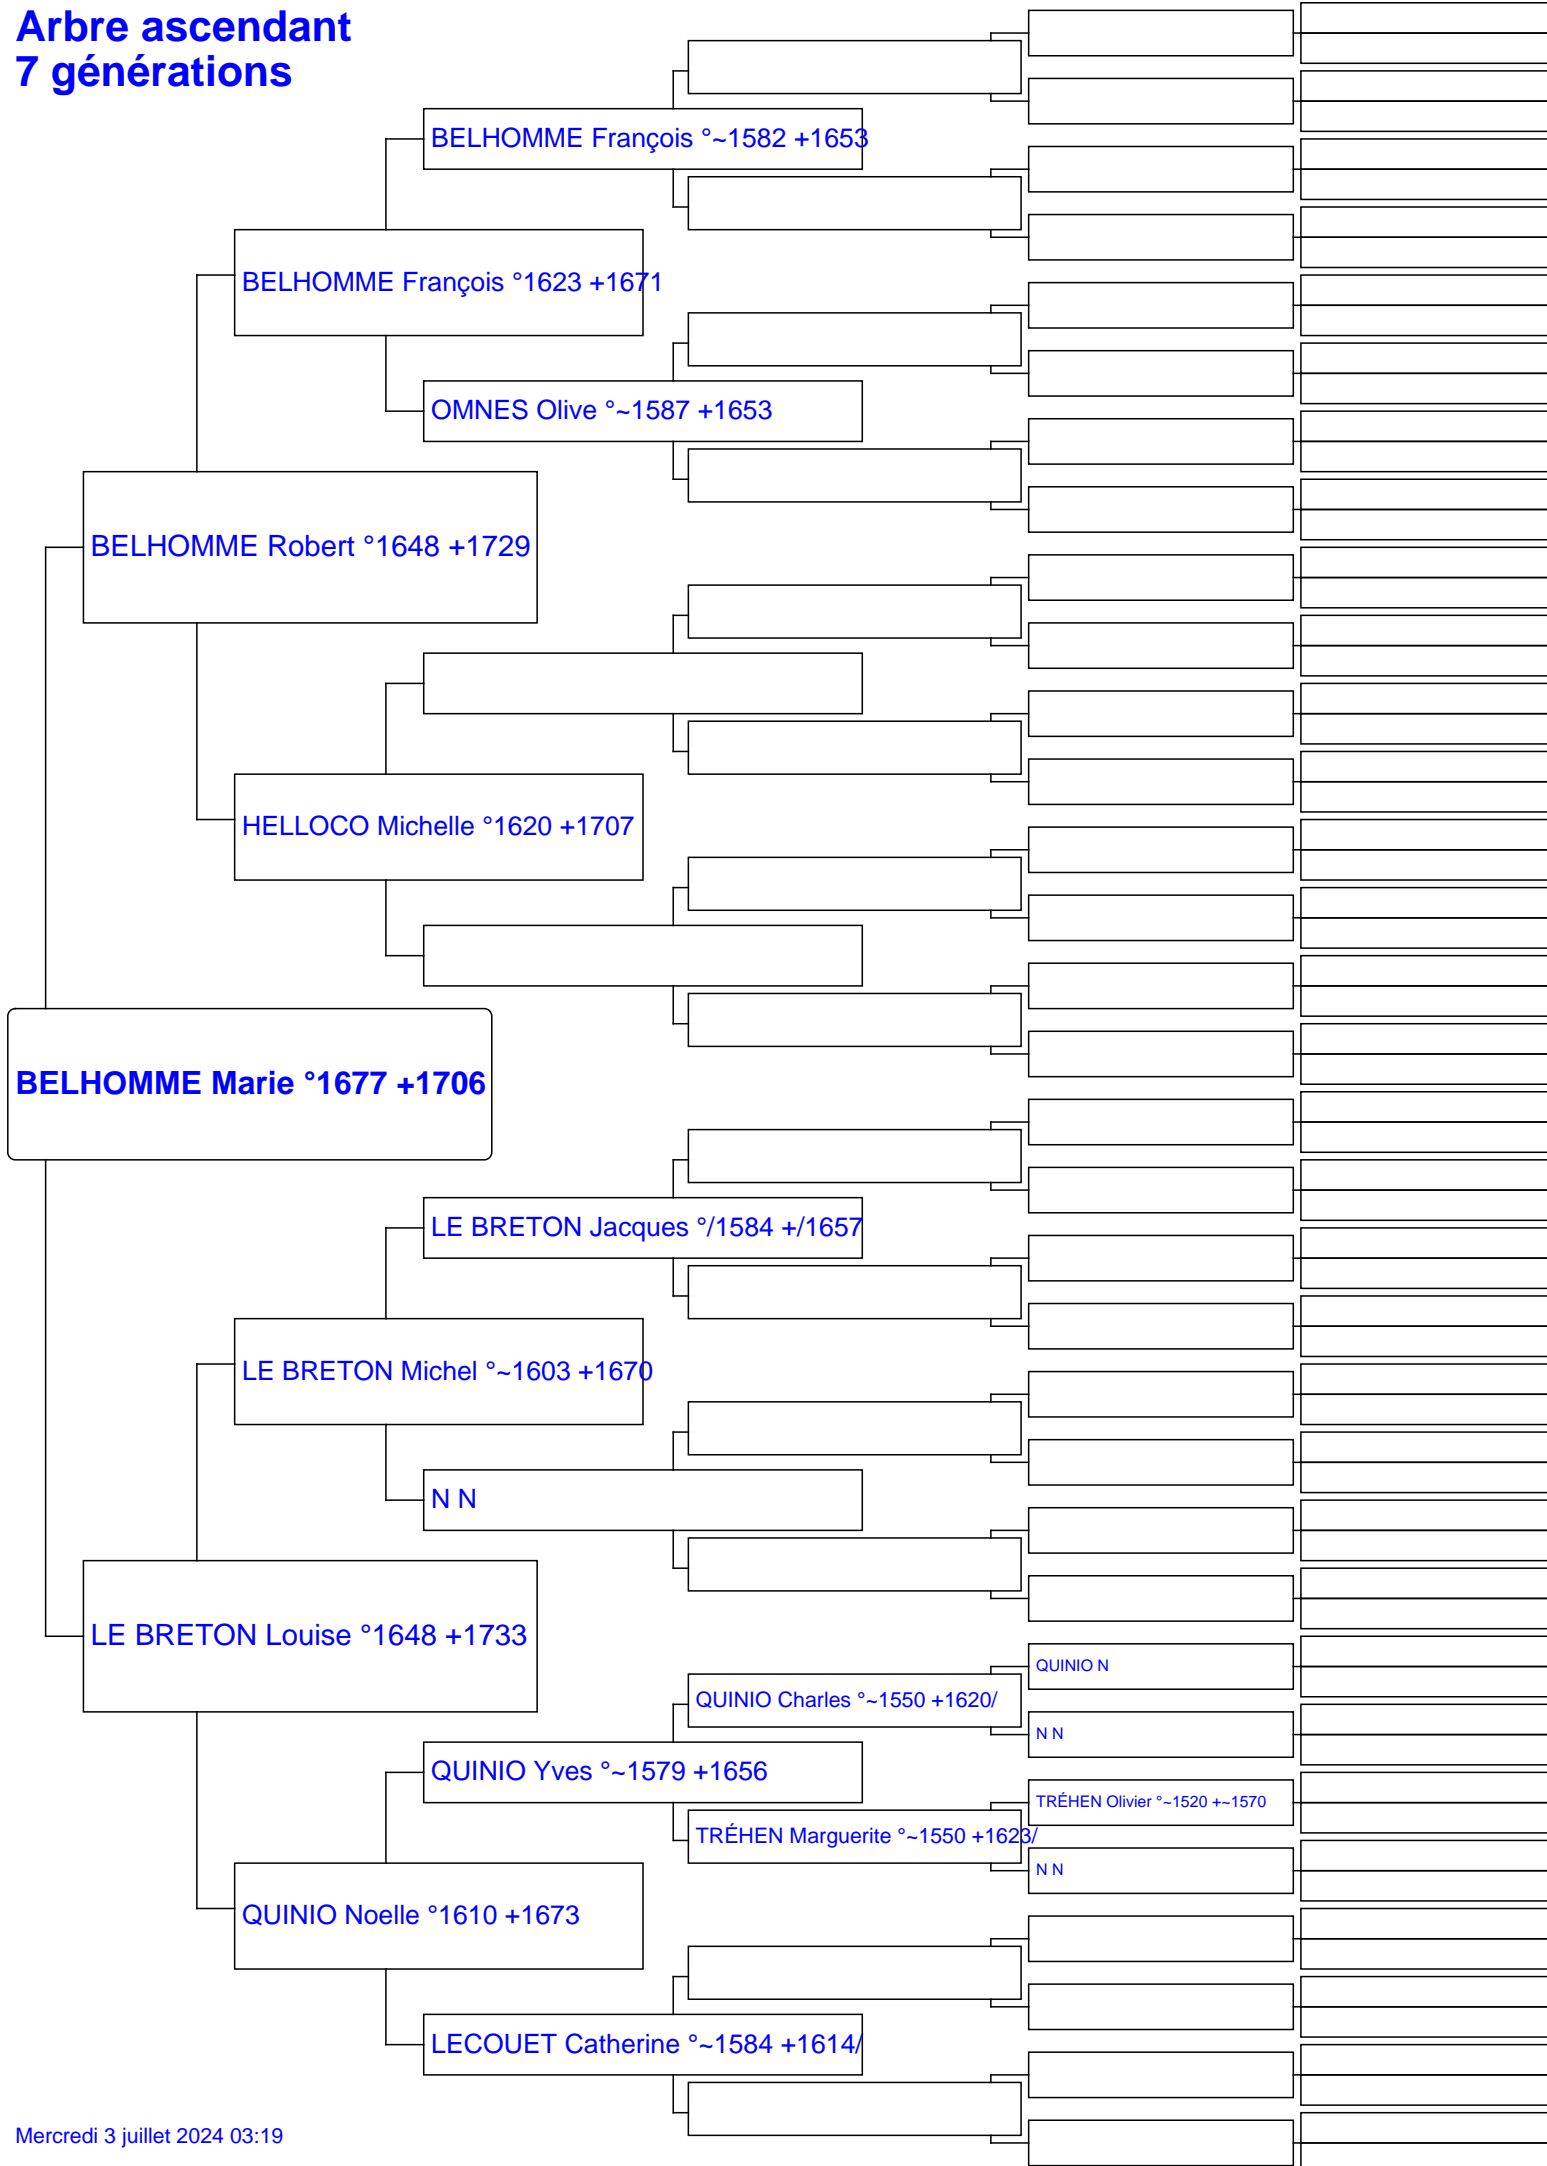 Arbre ascendant
7 générations
BELHOMME François °~1582 +1653
BELHOMME François °1623 +1671
OMNES Olive °~1587 +1653
BELHOMME Robert °1648 +1729
HELLOCO Michelle °1620 +1707
BELHOMME Marie °1677 +1706
LE BRETON Jacques °/1584 +/1657
LE BRETON Michel °~1603 +1670
N N
LE BRETON Louise °1648 +1733
QUINIO N
QUINIO Charles °~1550 +1620/
N N
QUINIO Yves °~1579 +1656
TRÉHEN Olivier °~1520 +~1570
TRÉHEN Marguerite °~1550 +1623/
N N
QUINIO Noelle °1610 +1673
LECOUET Catherine °~1584 +1614/
Mercredi 3 juillet 2024 03:19